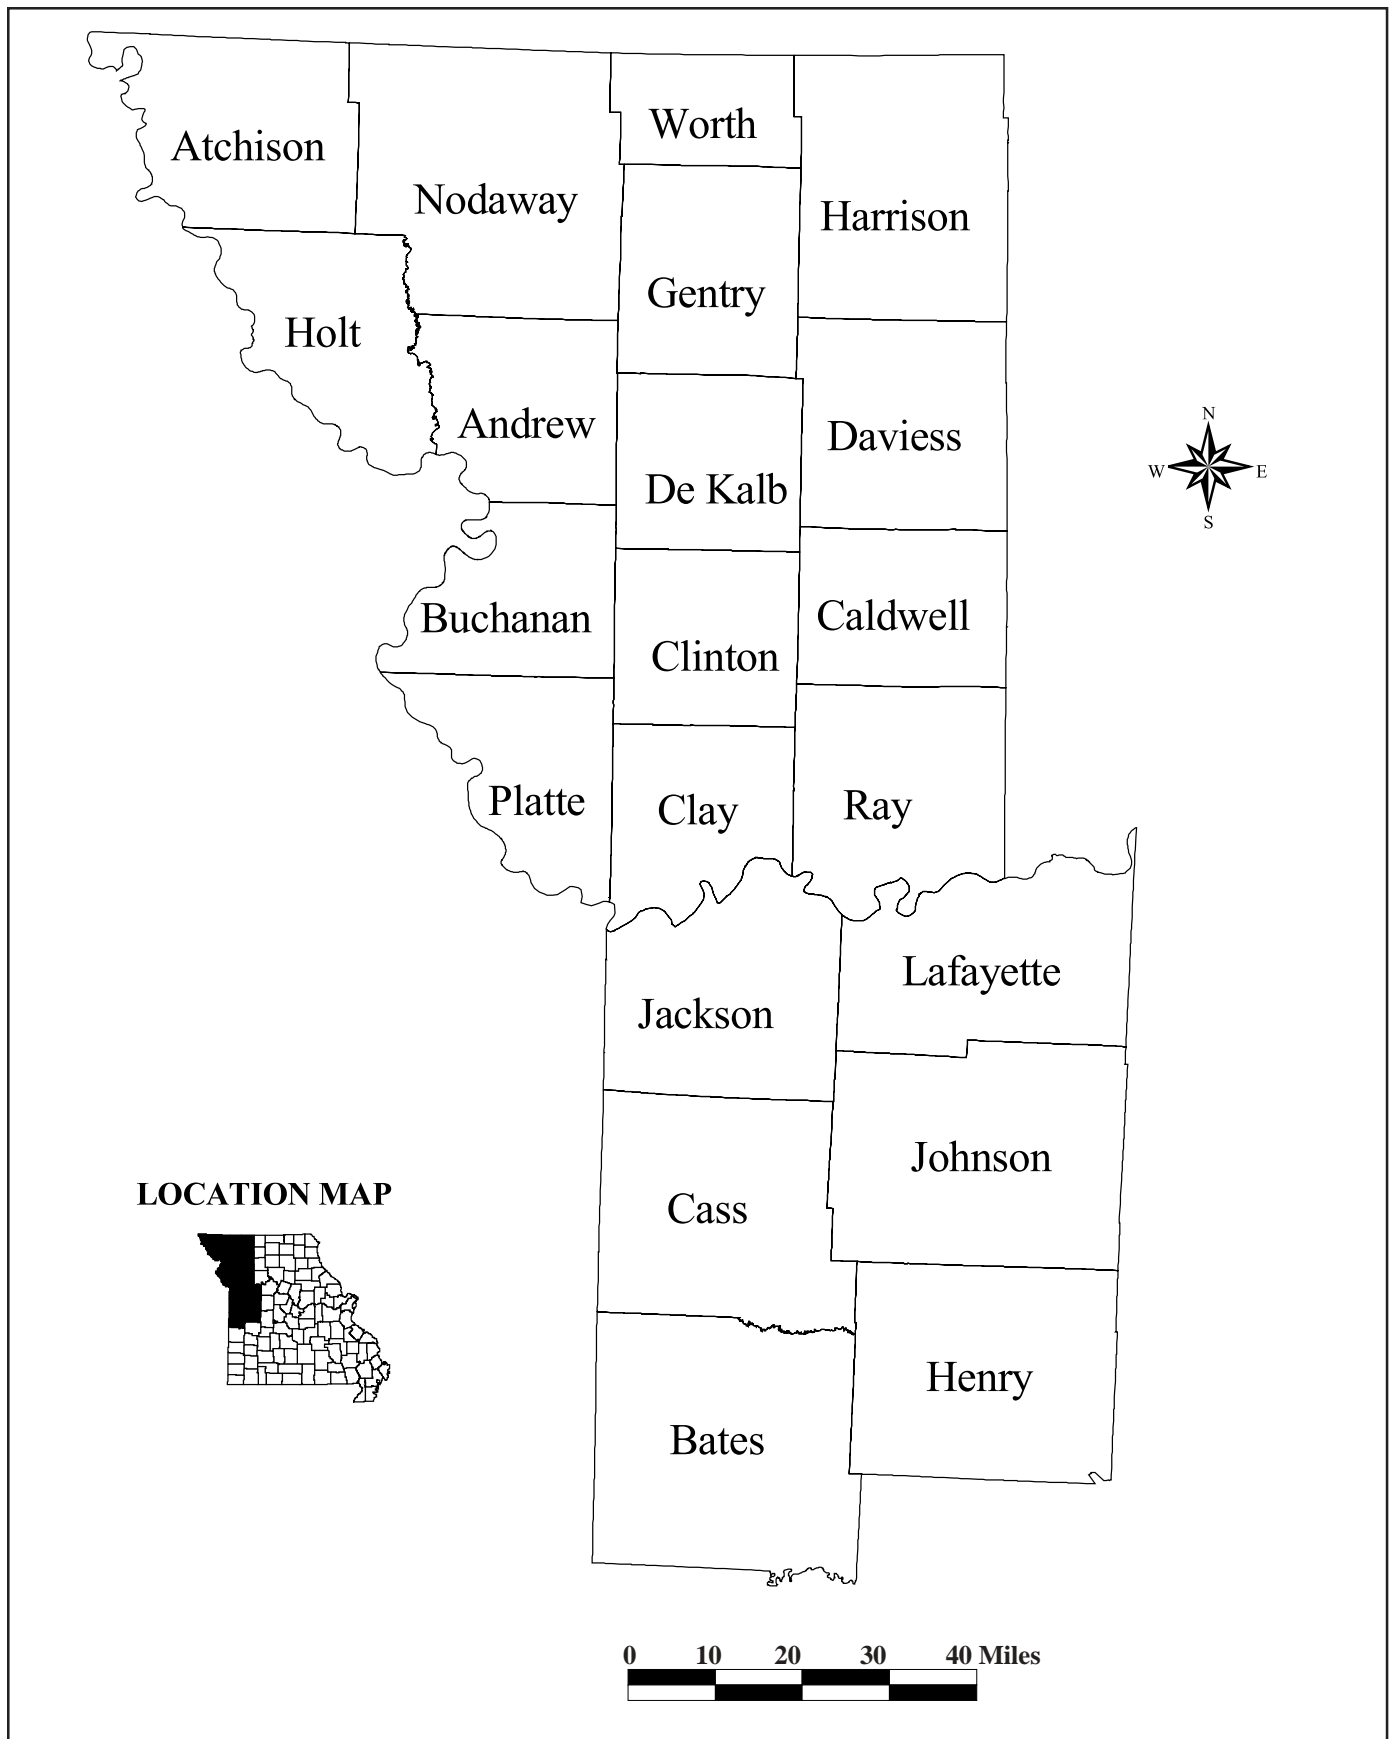 Atchison
Worth
Nodaway
Harrison
Gentry
Holt
Andrew
Daviess
De Kalb
N
W E
S
Buchanan
Caldwell
Clinton
Platte
Clay
Ray
Lafayette
Jackson
Johnson
LOCATION MAP
Cass
Henry
Bates
0 10 20 30 40 Miles